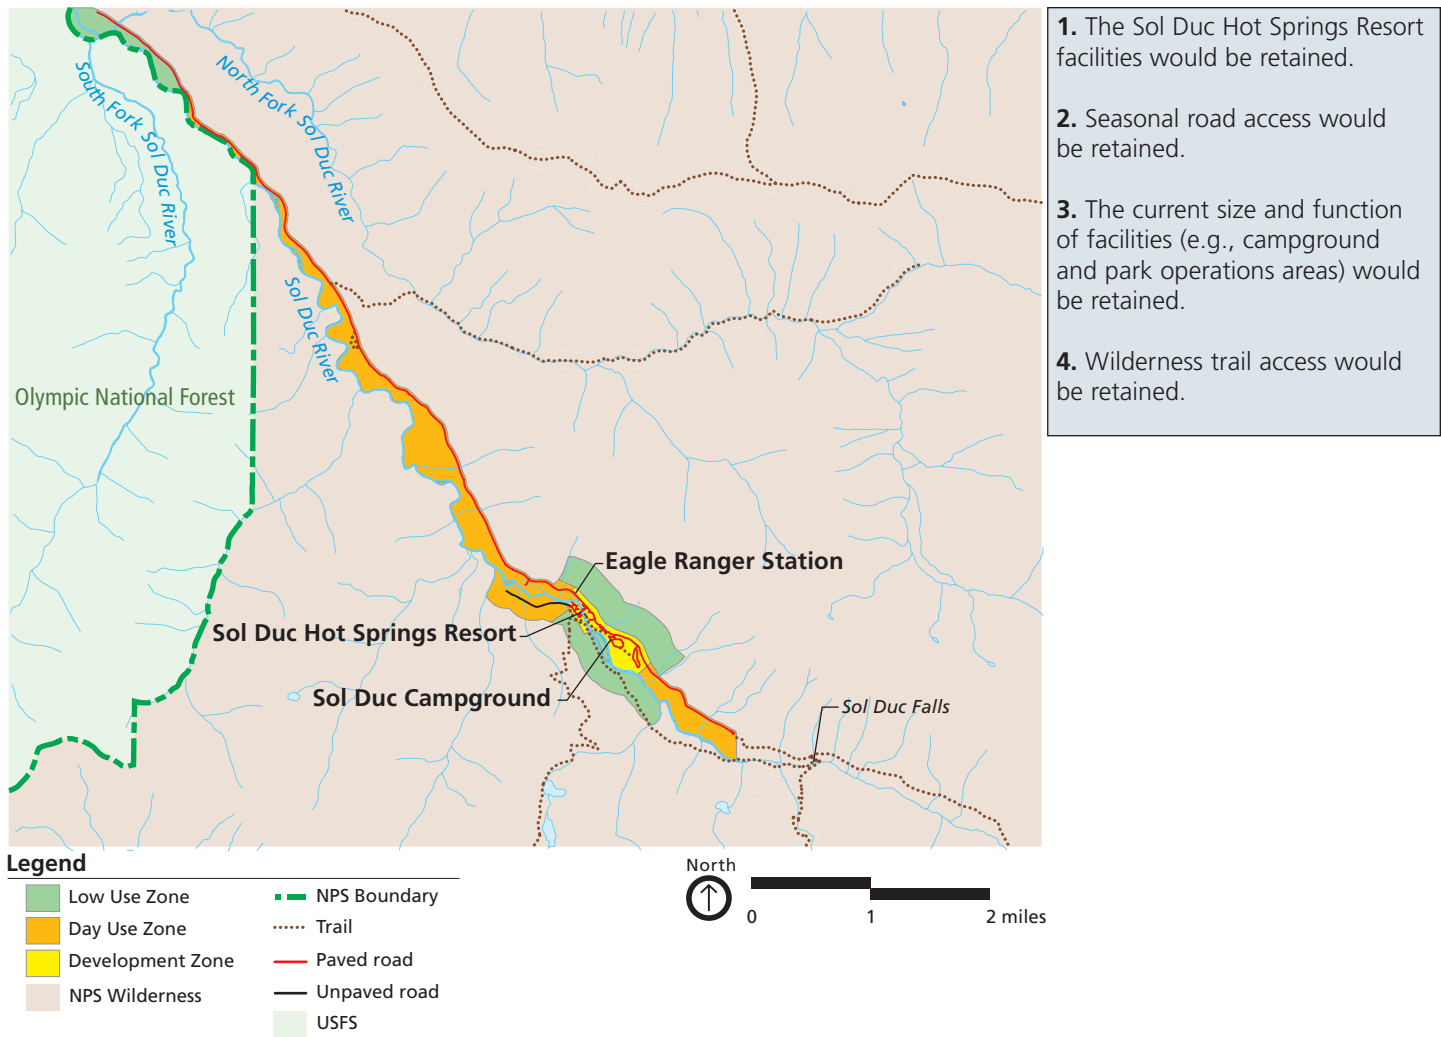 1. The Sol Duc Hot Springs Resort
facilities would be retained.
2. Seasonal road access would
be retained.
3. The current size and function
of facilities (e.g., campground
and park operations areas) would
be retained.
4. Wilderness trail access would
be retained.
South Fork Sol Duc River
North Fork Sol Duc River
Sol Duc River
Olympic National Forest
Eagle Ranger Station
Sol Duc Hot Springs Resort
Sol Duc Campground
Sol Duc Falls
Legend
Low Use Zone
Day Use Zone
Development Zone
NPS Wilderness
NPS Boundary
Trail
Paved road
Unpaved road
USFS
North
0 1 2 miles